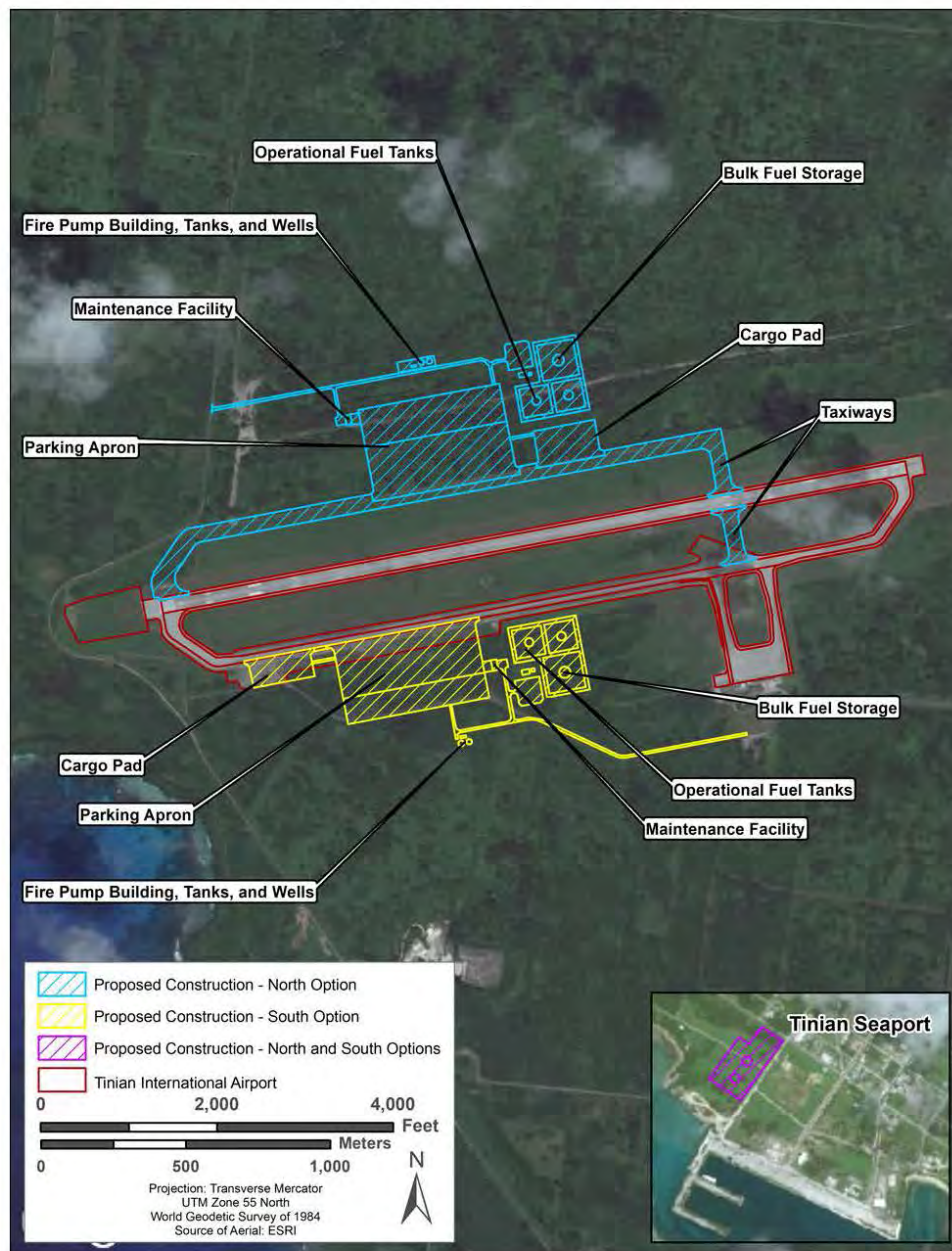 Operational Fuel Tanks
Bulk Fuel Storage
Fire Pump Building, Tanks, and Wells
Maintenance Facility
Cargo Pad
Taxiways
Parking Apron
Bulk Fuel Storage
Cargo Pad
Operational Fuel Tanks
Parking Apron
Maintenance Facility
Fire Pump Building, Tanks, and Wells
Proposed Construction - North Option
Proposed Construction - South Option
Proposed Construction - North and South Options
Tinian International Airport
0 2,000 4,000
Feet
Meters
0 500 1,000
N
Projection: Transverse Mercator
UTM Zone 55 North
World Geodetic Survey of 1984
Source of Aerial: ESRI
Tinian Seaport